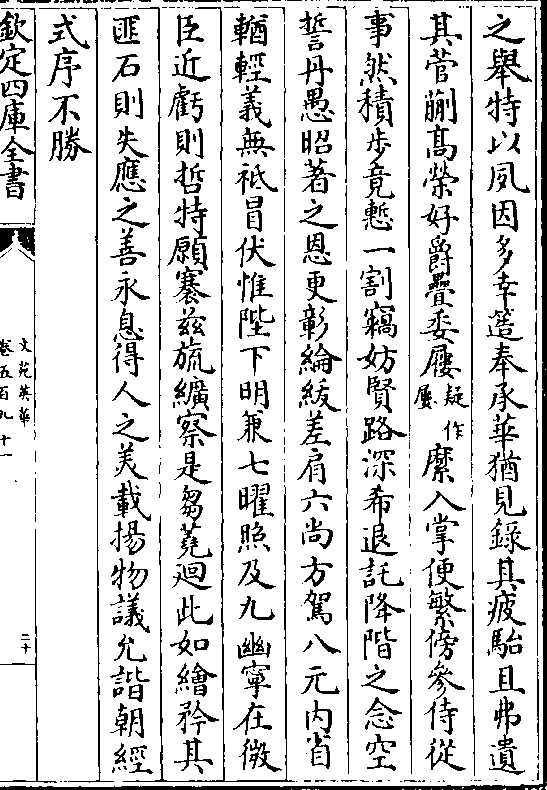 之舉特以夙因多幸簉奉承華猶見錄其疲駘且弗遺
其菅蒯髙榮好爵疊委屢疑作屢縻入掌便繁傍參侍從
事然積歩竟慙一割竊妨賢路深希退託降階之念空
誓丹愚昭著之恩更彰綸綍差肩六尚方駕八元内省
輶輕義無祗冒伏惟陛下明兼七曜照及九幽寧在微
臣近虧則哲特願褰兹旒纊察是芻蕘迴此如繪矜其
匪石則失應之善永息得人之美載揚物議允諧朝經
式序不勝
欽定四庫全書
文苑英華
卷五百九十一
二十